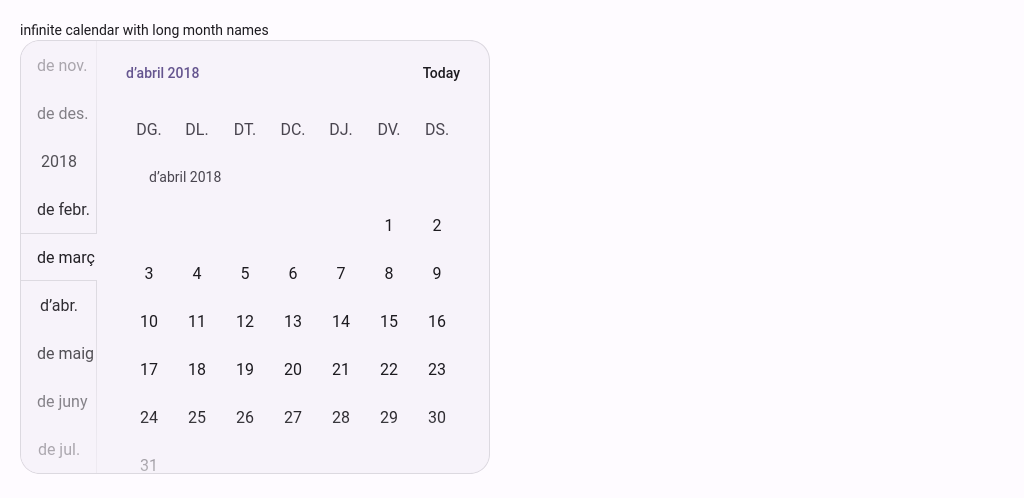 infinite calendar with long month names
de nov.
de des.
2018
de febr.
de març
d’abr.
de maig
de juny
de jul.
d’abril 2018 Today
DG. DL. DT. DC. DJ. DV. DS.
d’abril 2018
1 2
3 4 5 6 7 8 9
10 11 12 13 14 15 16
17 18 19 20 21 22 23
24 25 26 27 28 29 30
31